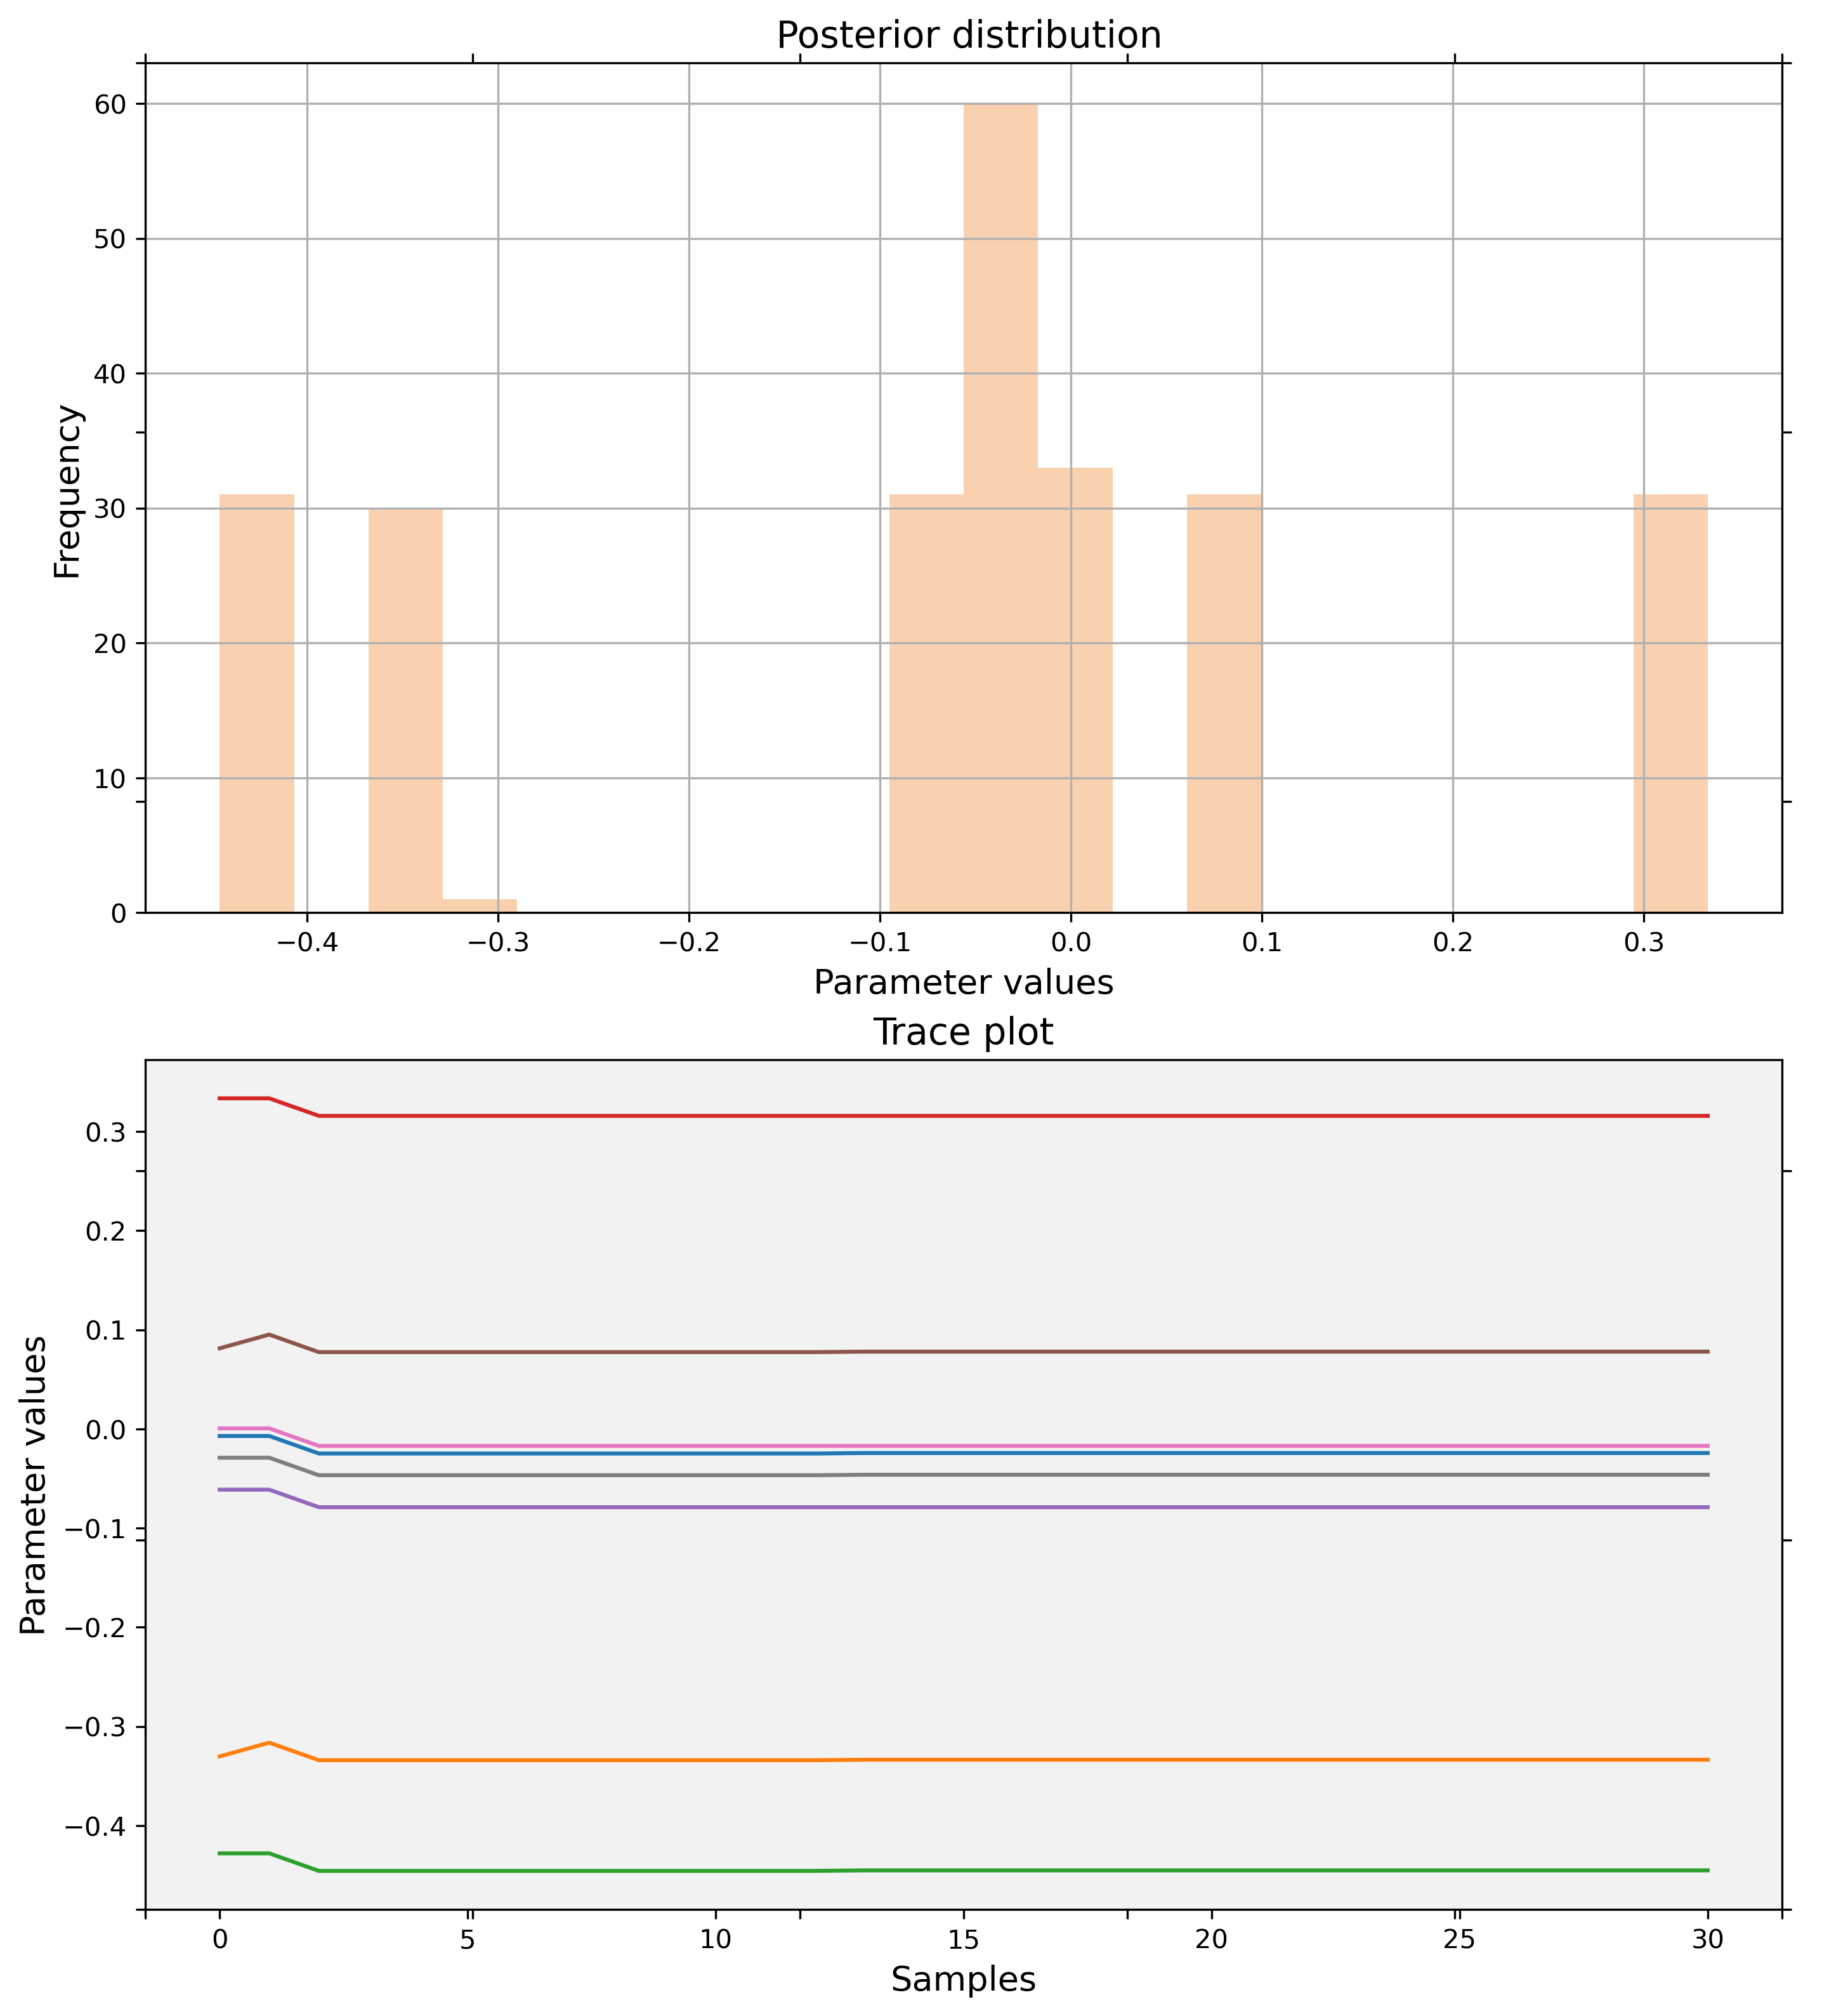 Posterior distribution
60
50
40
30
20
10
0
Frequency
−0.4 −0.3 −0.2 −0.1 0.0 0.1 0.2 0.3
Parameter values
Trace plot
0.3
0.2
0.1
0.0
−0.1
−0.2
−0.3
−0.4
Parameter values
0 5 10 15 20 25 30
Samples